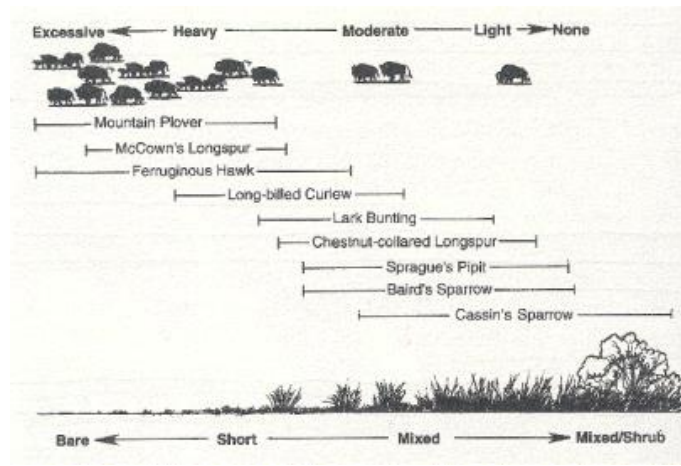 Excessive Heavy Moderate Light None
Mountain Plover
McCown's Longspur
Ferruginous Hawk
Long-billed Curlew
Lark Bunting
Chestnut-collared Longspur
Sprague's Pipit
Baird's Sparrow
Cassin's Sparrow
Bare Short Mixed Mixed/Shrub